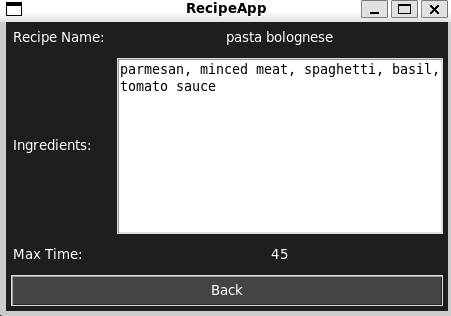 RecipeApp
Recipe Name: pasta bolognese
Ingredients:
parmesan, minced meat, spaghetti, basil,
tomato sauce
Max Time: 45
Back